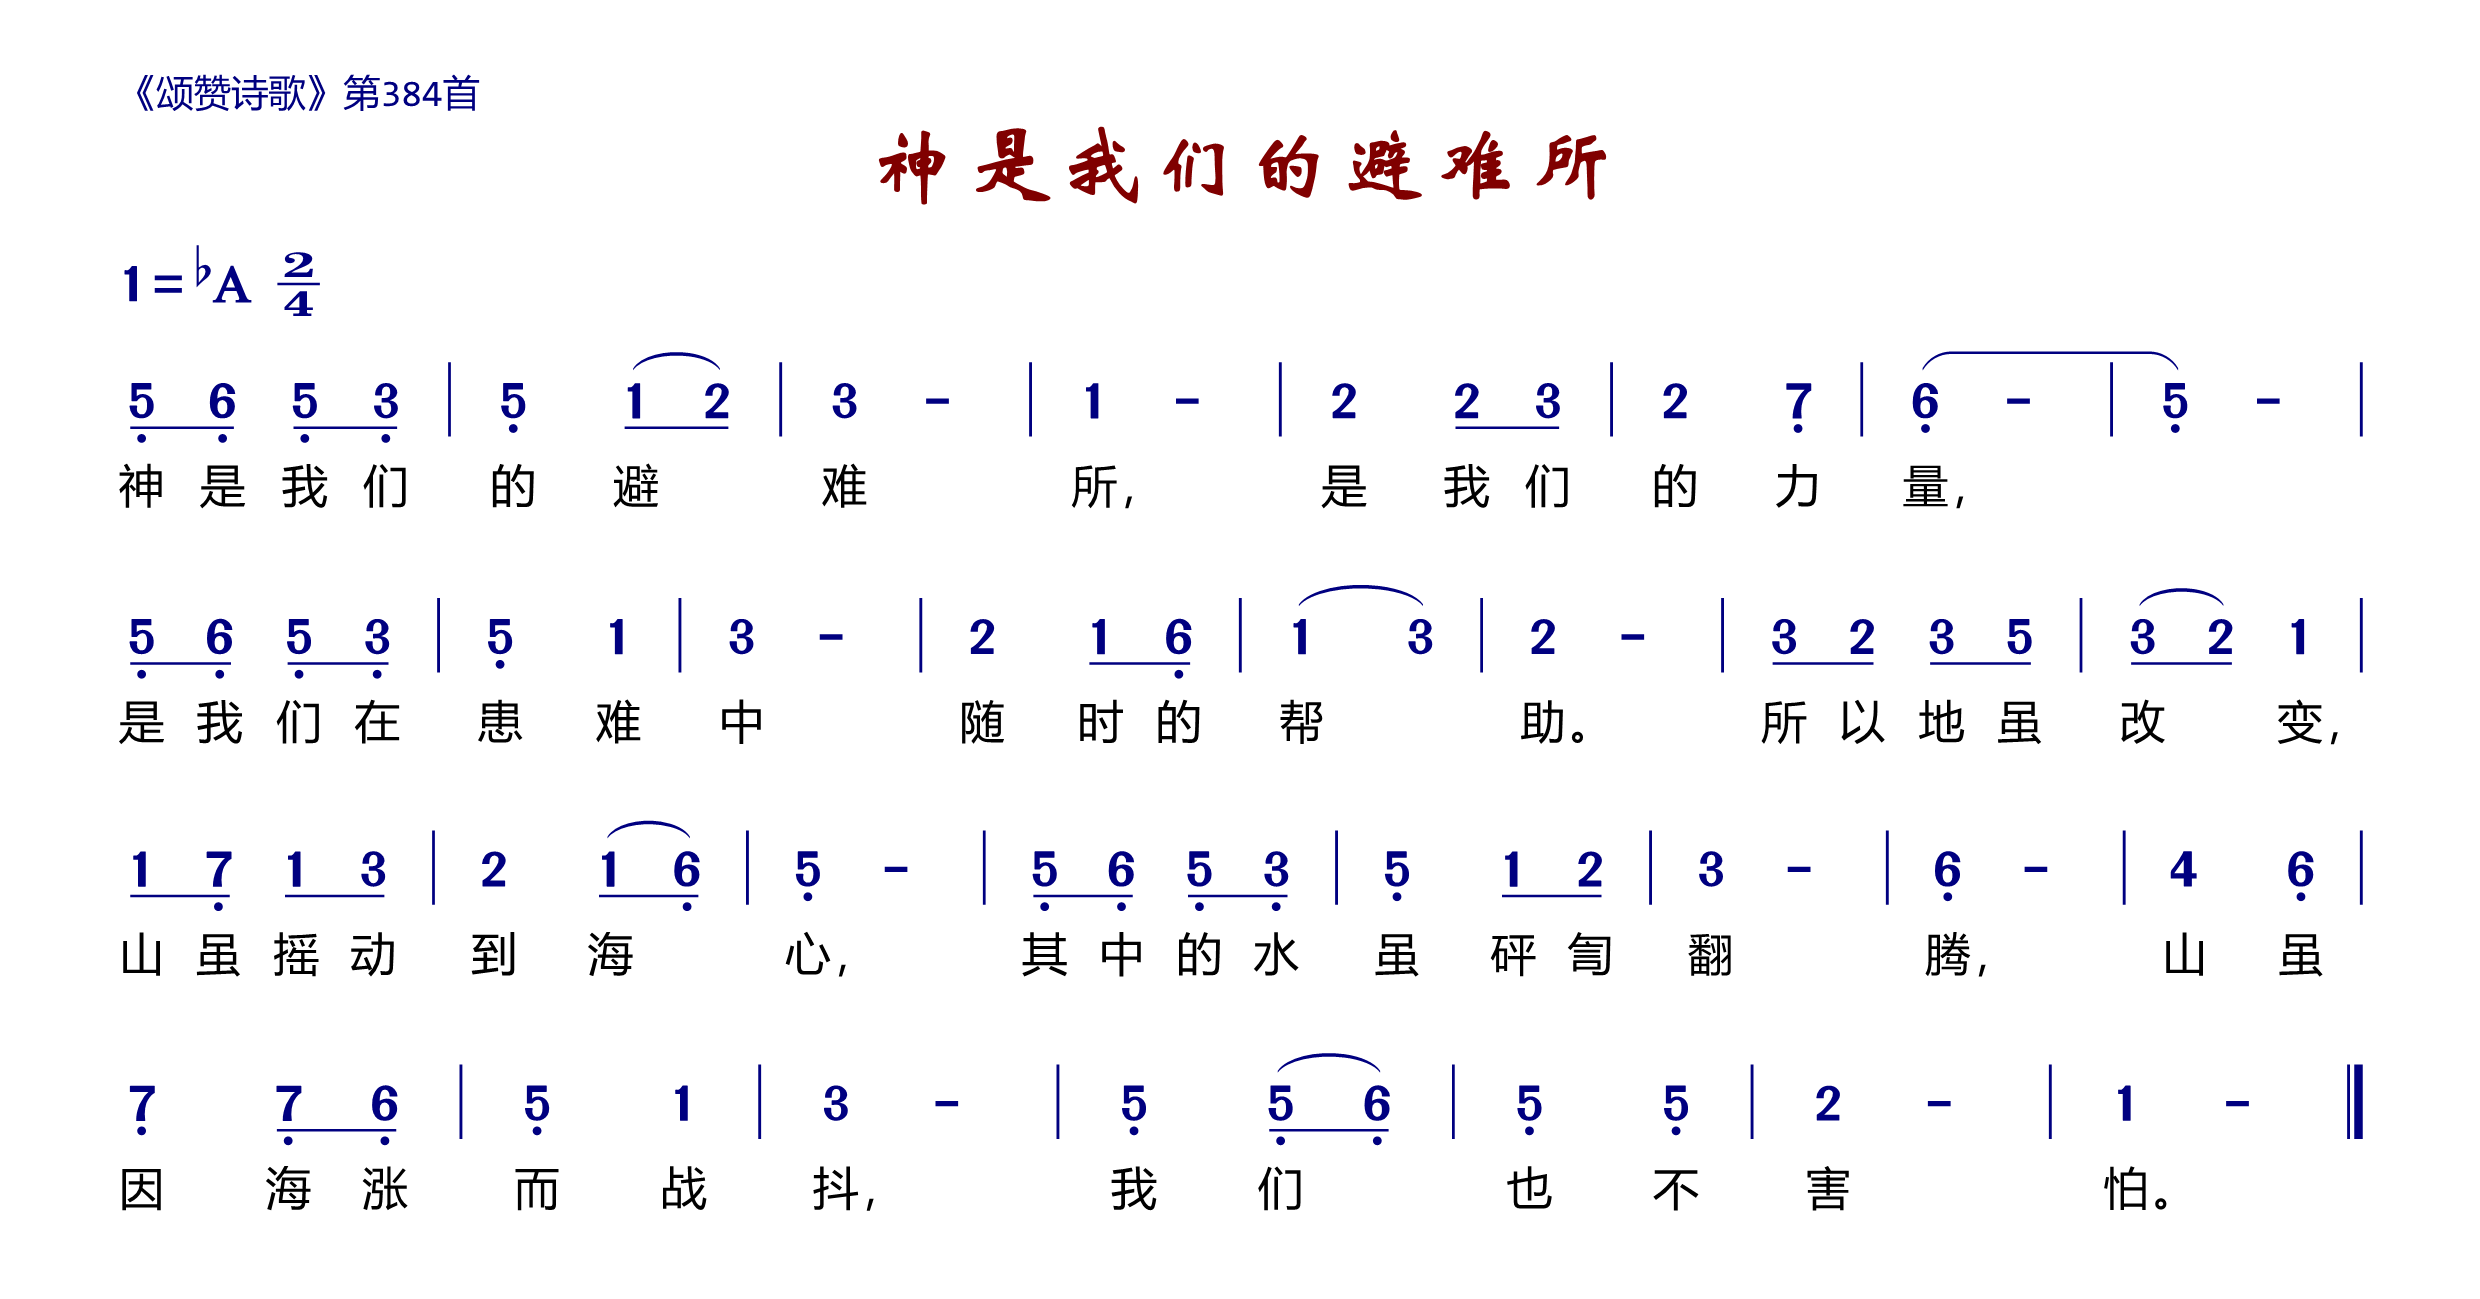 《颂赞诗歌》第384首
神是我们的避难所
1=♭A 2/4
5 6 5 3 | 5 1 2 | 3 - | 1 - | 2 2 3 | 2 7 | 6 - | 5 - |
神是我们 的 避 难 所, 是 我们 的 力 量,
5 6 5 3 | 5 1 | 3 - | 2 1 6 | 1 3 | 2 - | 3 2 3 5 | 3 2 1 |
是我们在 患 难 中 随 时的 帮 助。 所以地虽 改 变,
1 7 1 3 | 2 1 6 | 5 - | 5 6 5 3 | 5 1 2 | 3 - | 6 - | 4 6 |
山虽摇动 到 海 心, 其中的水 虽 砰訇 翻 腾, 山 虽
7 7 6 | 5 1 | 3 - | 5 5 6 | 5 5 | 2 - | 1 - ‖
因 海涨 而 战 抖, 我 们 也 不 害 怕。